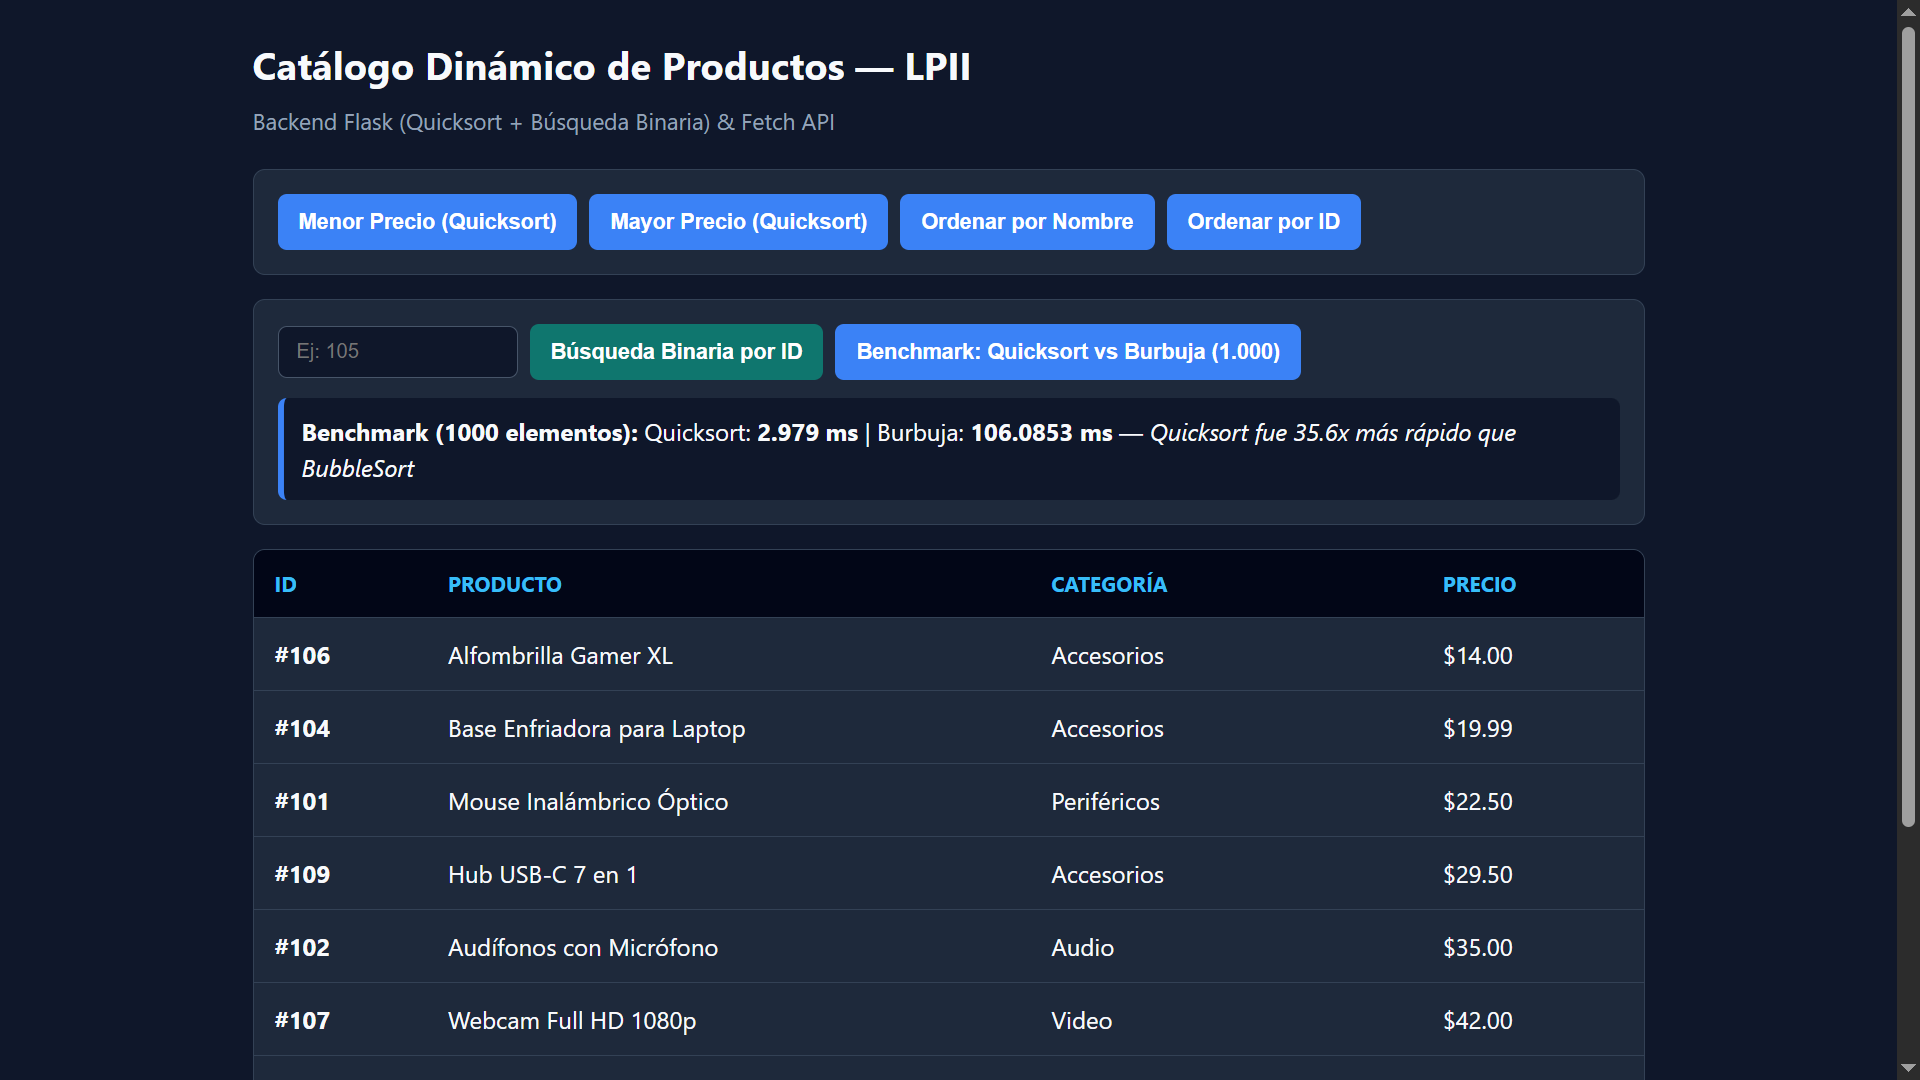 Catálogo Dinámico de Productos — LPII
Backend Flask (Quicksort + Búsqueda Binaria) & Fetch API
Menor Precio (Quicksort) Mayor Precio (Quicksort) Ordenar por Nombre Ordenar por ID
Ej: 105 Búsqueda Binaria por ID Benchmark: Quicksort vs Burbuja (1.000)
Benchmark (1000 elementos): Quicksort: 2.979 ms | Burbuja: 106.0853 ms — Quicksort fue 35.6x más rápido que
BubbleSort
ID PRODUCTO CATEGORÍA PRECIO
#106 Alfombrilla Gamer XL Accesorios $14.00
#104 Base Enfriadora para Laptop Accesorios $19.99
#101 Mouse Inalámbrico Óptico Periféricos $22.50
#109 Hub USB-C 7 en 1 Accesorios $29.50
#102 Audífonos con Micrófono Audio $35.00
#107 Webcam Full HD 1080p Video $42.00